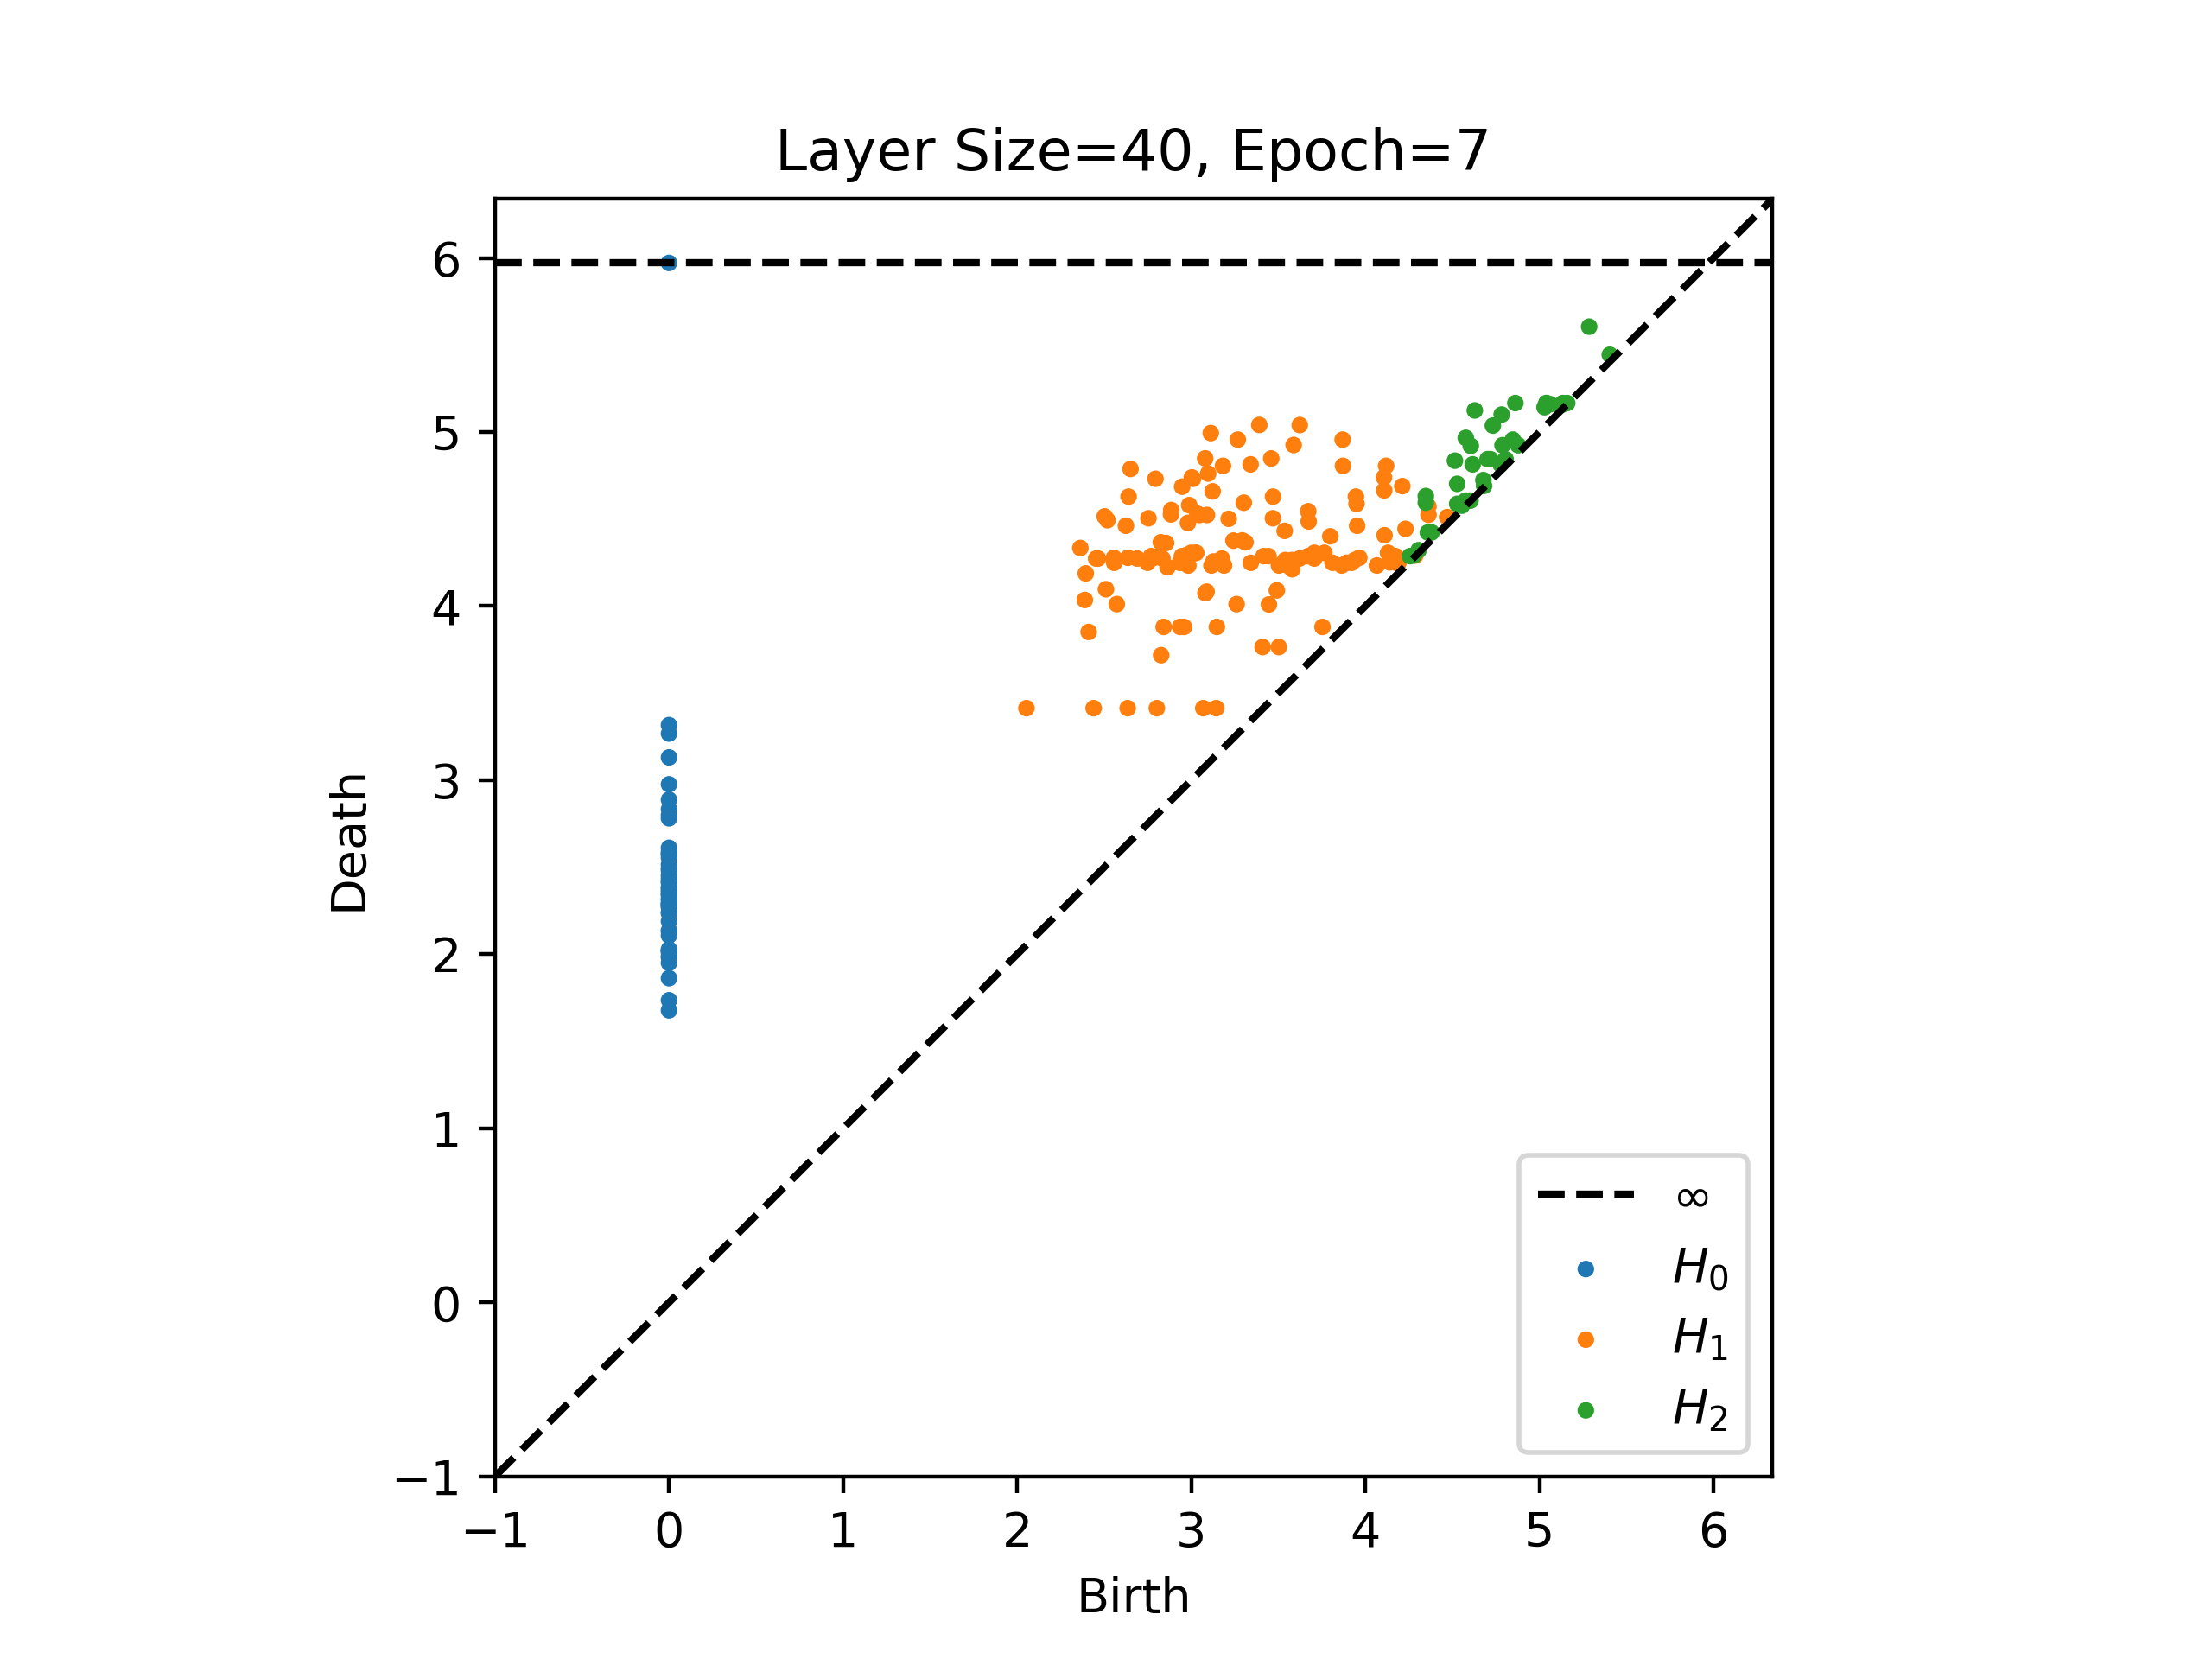 Layer Size=40, Epoch=7
6
5
4
3
2
1
0
−1
Death
−1 0 1 2 3 4 5 6
Birth
∞
H₀
H₁
H₂